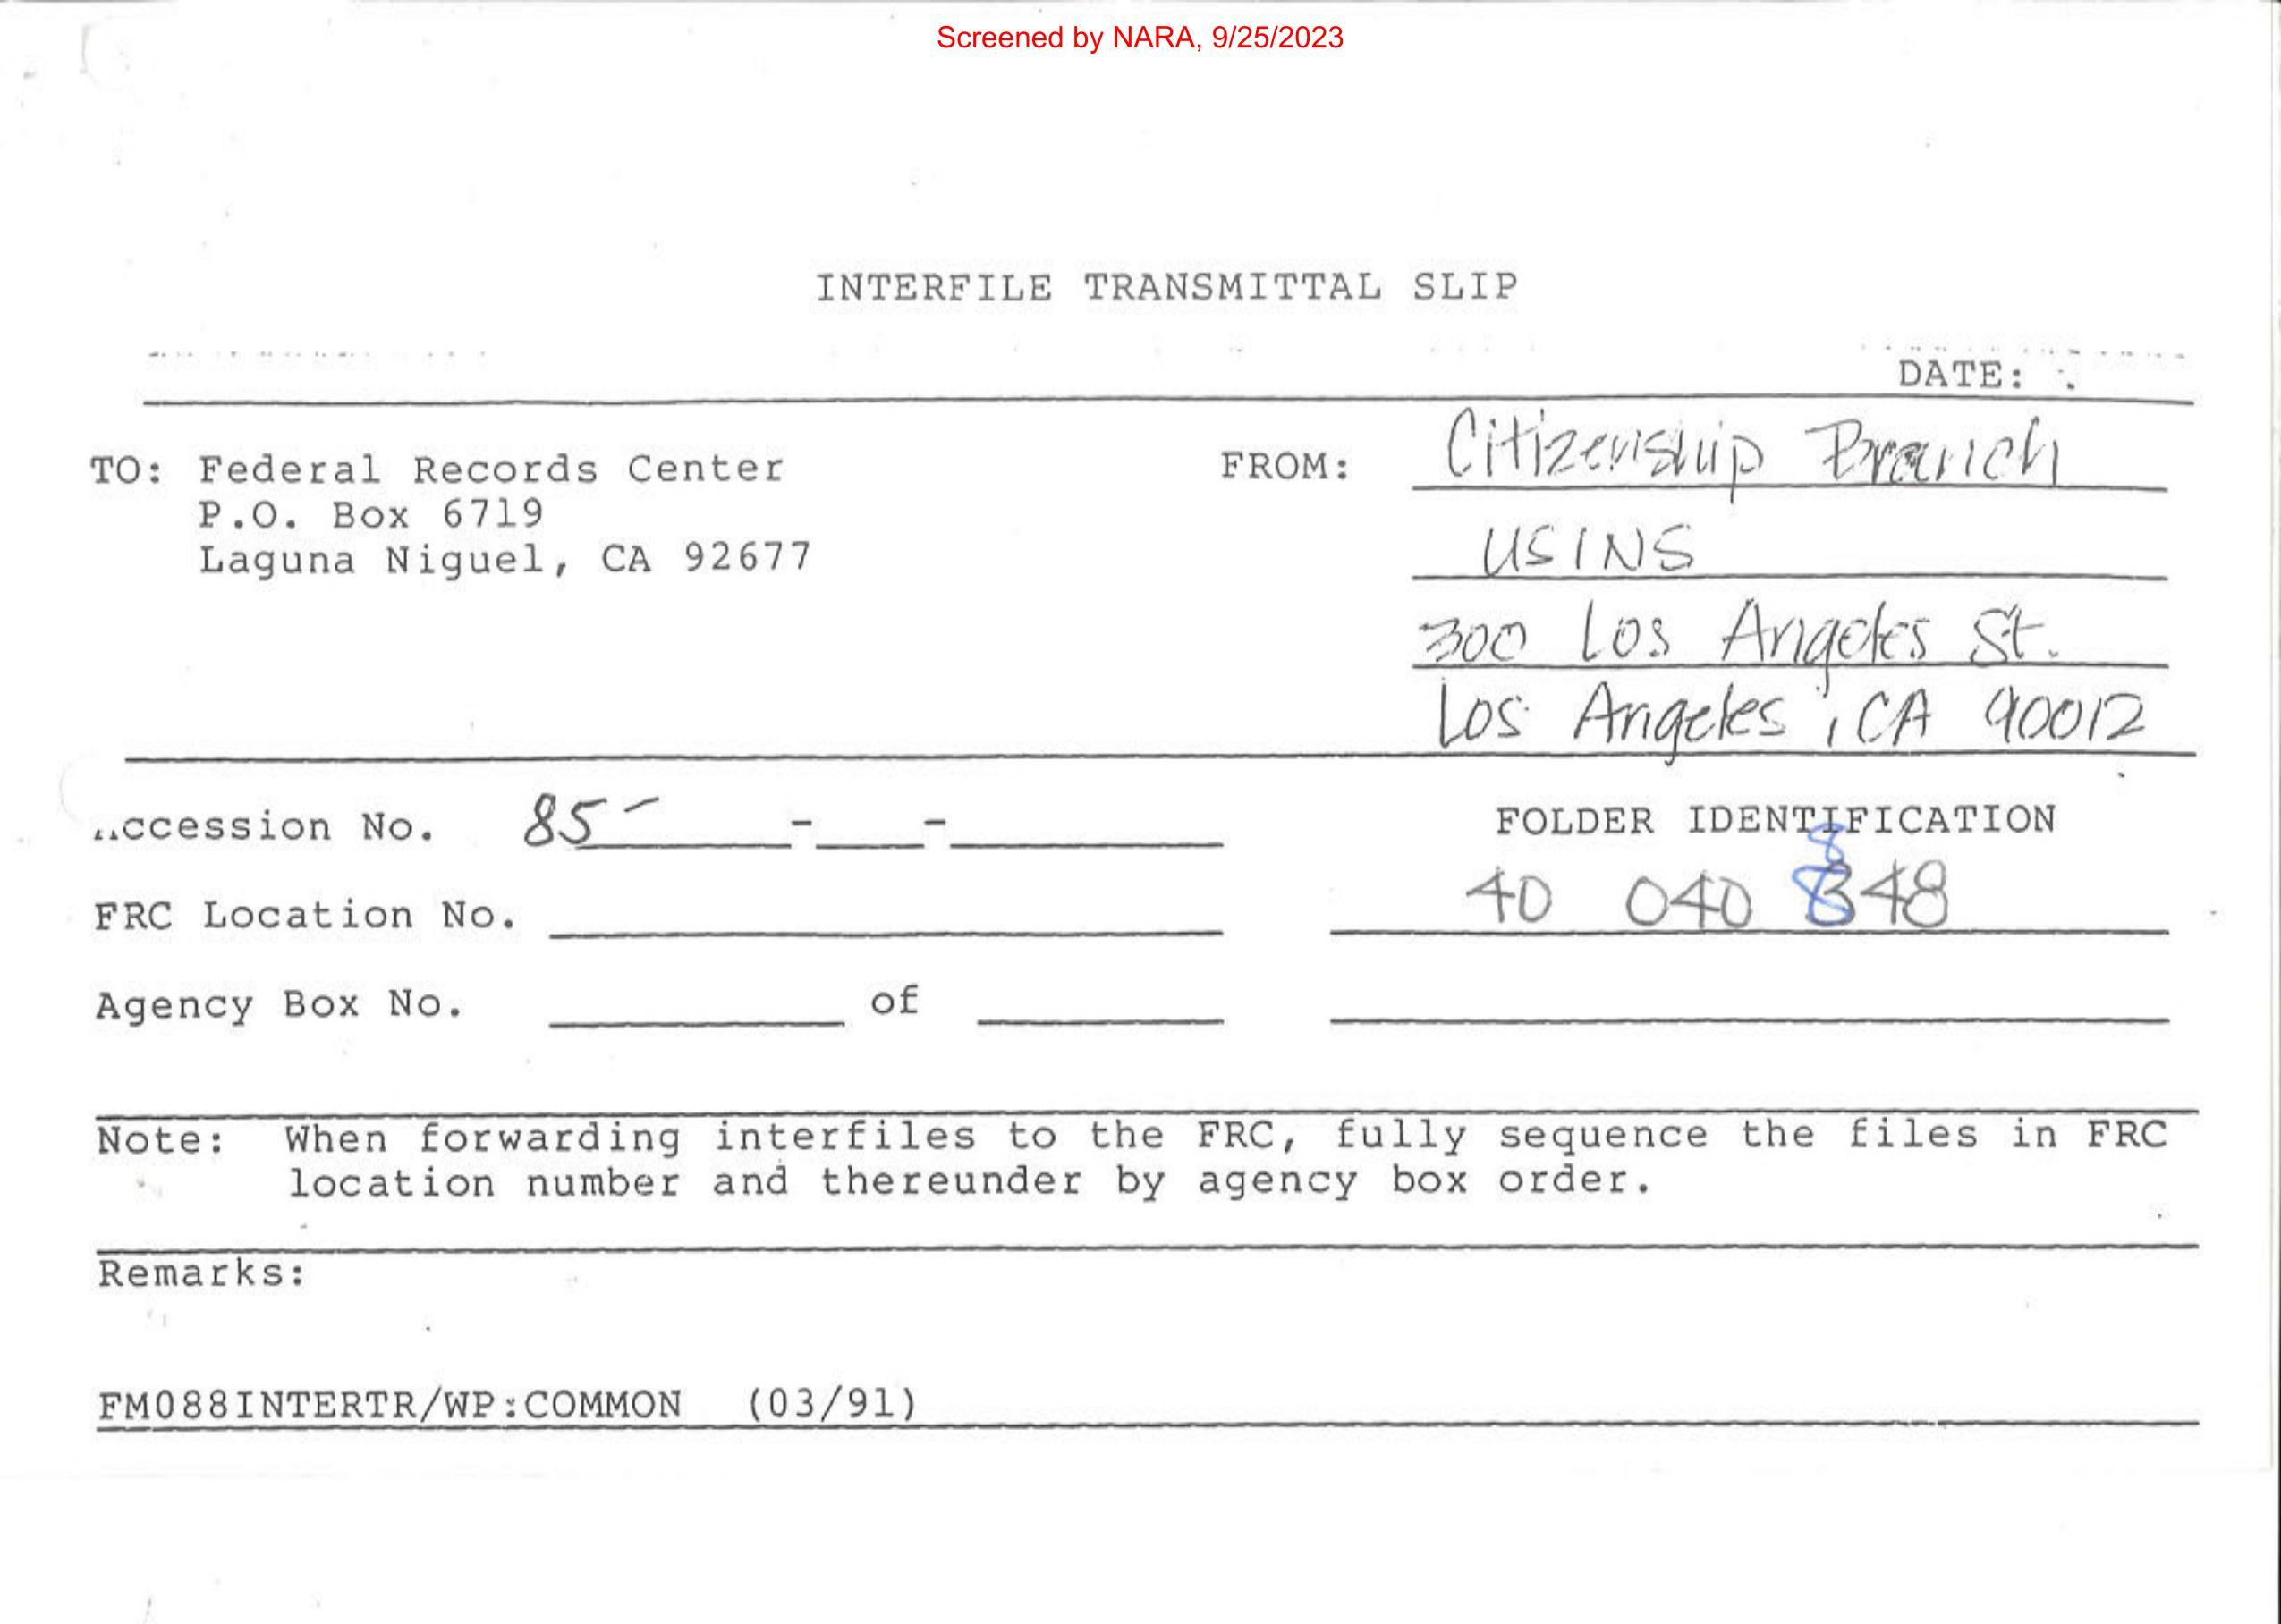 Screened by NARA, 9/25/2023
INTERFILE TRANSMITTAL SLIP
DATE:
TO: Federal Records Center
P.O. Box 6719
Laguna Niguel, CA 92677
FROM: Citizenship Branch
USINS
300 Los Angeles St.
Los Angeles, CA 90012
ccession No. 85- - -
FOLDER IDENTIFICATION
8
40 040 848
FRC Location No.
Agency Box No. of
Note: When forwarding interfiles to the FRC, fully sequence the files in FRC
location number and thereunder by agency box order.
Remarks:
FM088INTERTR/WP:COMMON (03/91)